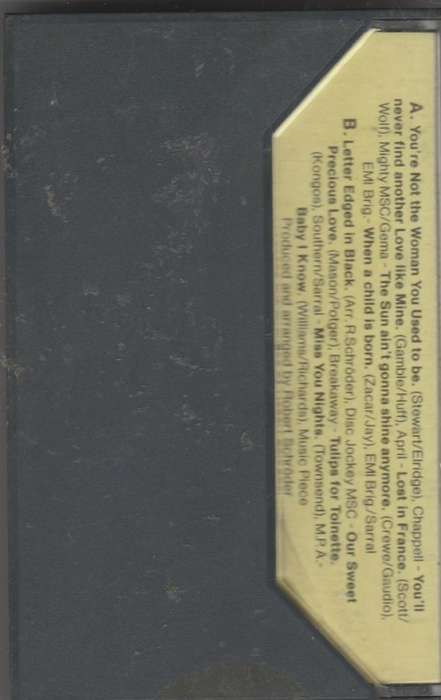 A. You're Not the Woman You Used to be. (Stewart/Elridge), Chappell - You'll
never find another Love like Mine. (Gamble/Huff), April - Lost in France. (Scott/
Wolf), Mighty MSC/Gema - The Sun ain't gonna shine anymore. (Crewe/Gaudio),
EMI Brig. - When a child is born. (Zacar/Jay), EMI Brig./Sarral
B. Letter Edged in Black. (Arr. R.Schröder), Disc Jockey MSC - Our Sweet
Precious Love. (Mason/Potger), Breakaway - Tulips for Toinette.
(Kongos), Southern/Sarral - Miss You Nights. (Townsend), M.P.A. -
Baby I Know. (Williams/Richards), Music Piece
Produced and arranged by Robert Schröder